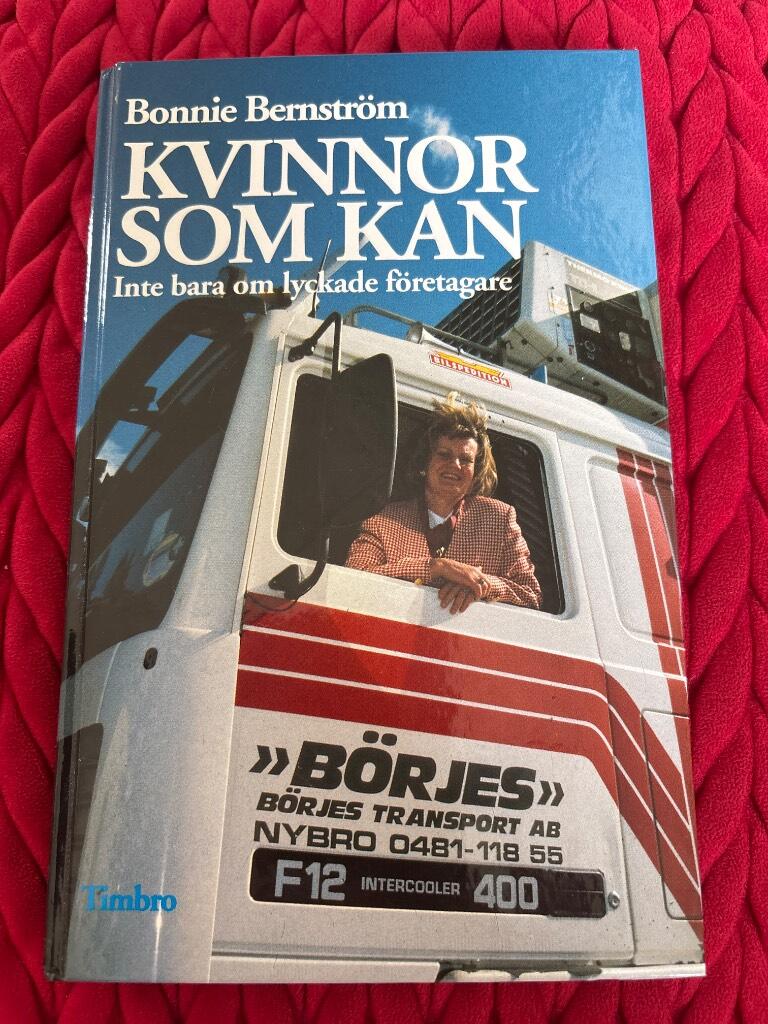 Bonnie Bernström
KVINNOR
SOM KAN
Inte bara om lyckade företagare
BILSPEDITION
»BÖRJES»
BÖRJES TRANSPORT AB
NYBRO 0481-118 55
F12 INTERCOOLER 400
Timbro